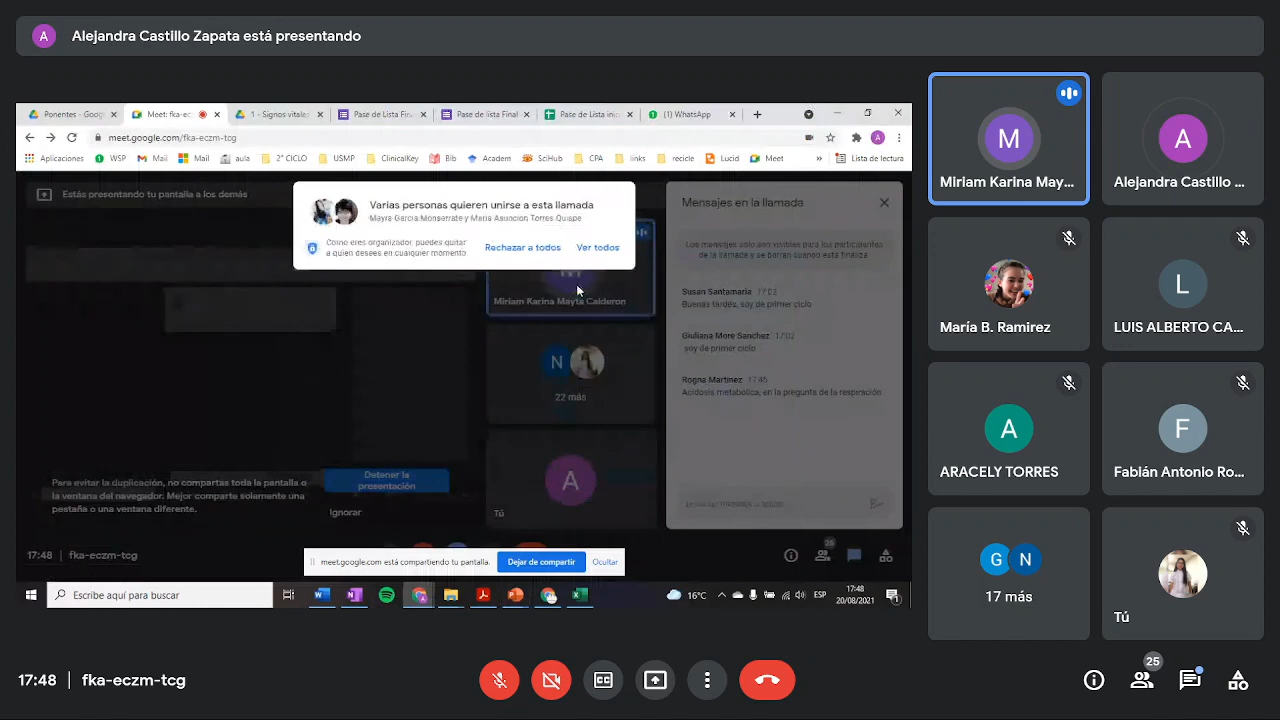 A Alejandra Castillo Zapata está presentando
Ponentes - Googl
Meet: fka-ec
1 - Signos vitale
Pase de Lista Fina
Pase de lista Final
Pase de Lista inic
(1) WhatsApp
meet.google.com/fka-eczm-tcg
A
Aplicaciones
WSP
Mail
Mail
aula
2° CICLO
USMP
ClinicalKey
Bib
Academ
SciHub
CPA
links
recicle
Lucid
Meet
»
Lista de lectura
Estás presentando tu pantalla a los demás
Varias personas quieren unirse a esta llamada
Mayra Garcia Monserrate y Maria Asuncion Torres Quispe
Como eres organizador, puedes quitar
a quien desees en cualquier momento
Rechazar a todos
Ver todos
Miriam Karina Mayta Calderon
N
22 más
A
Tú
Mensajes en la llamada
Los mensajes solo son visibles para los participantes
de la llamada y se borran cuando esta finaliza
Susan Santamaria 17:02
Buenas tardez, soy de primer ciclo
Giuliana More Sanchez 17:02
soy de primer ciclo
Rogna Martinez 17:45
Acidosis metabólica, en la pregunta de la respiración
Para evitar la duplicación, no compartas toda la pantalla o
la ventana del navegador. Mejor comparte solamente una
pestaña o una ventana diferente.
Detener la
presentación
Ignorar
17:48 | fka-eczm-tcg
25
meet.google.com está compartiendo tu pantalla.
Dejar de compartir
Ocultar
Escribe aquí para buscar
16°C
ESP
17:48
20/08/2021
1
M
Miriam Karina May...
A
Alejandra Castillo ...
María B. Ramirez
L
LUIS ALBERTO CA...
A
ARACELY TORRES
F
Fabián Antonio Ro...
G N
17 más
Tú
17:48 | fka-eczm-tcg
25